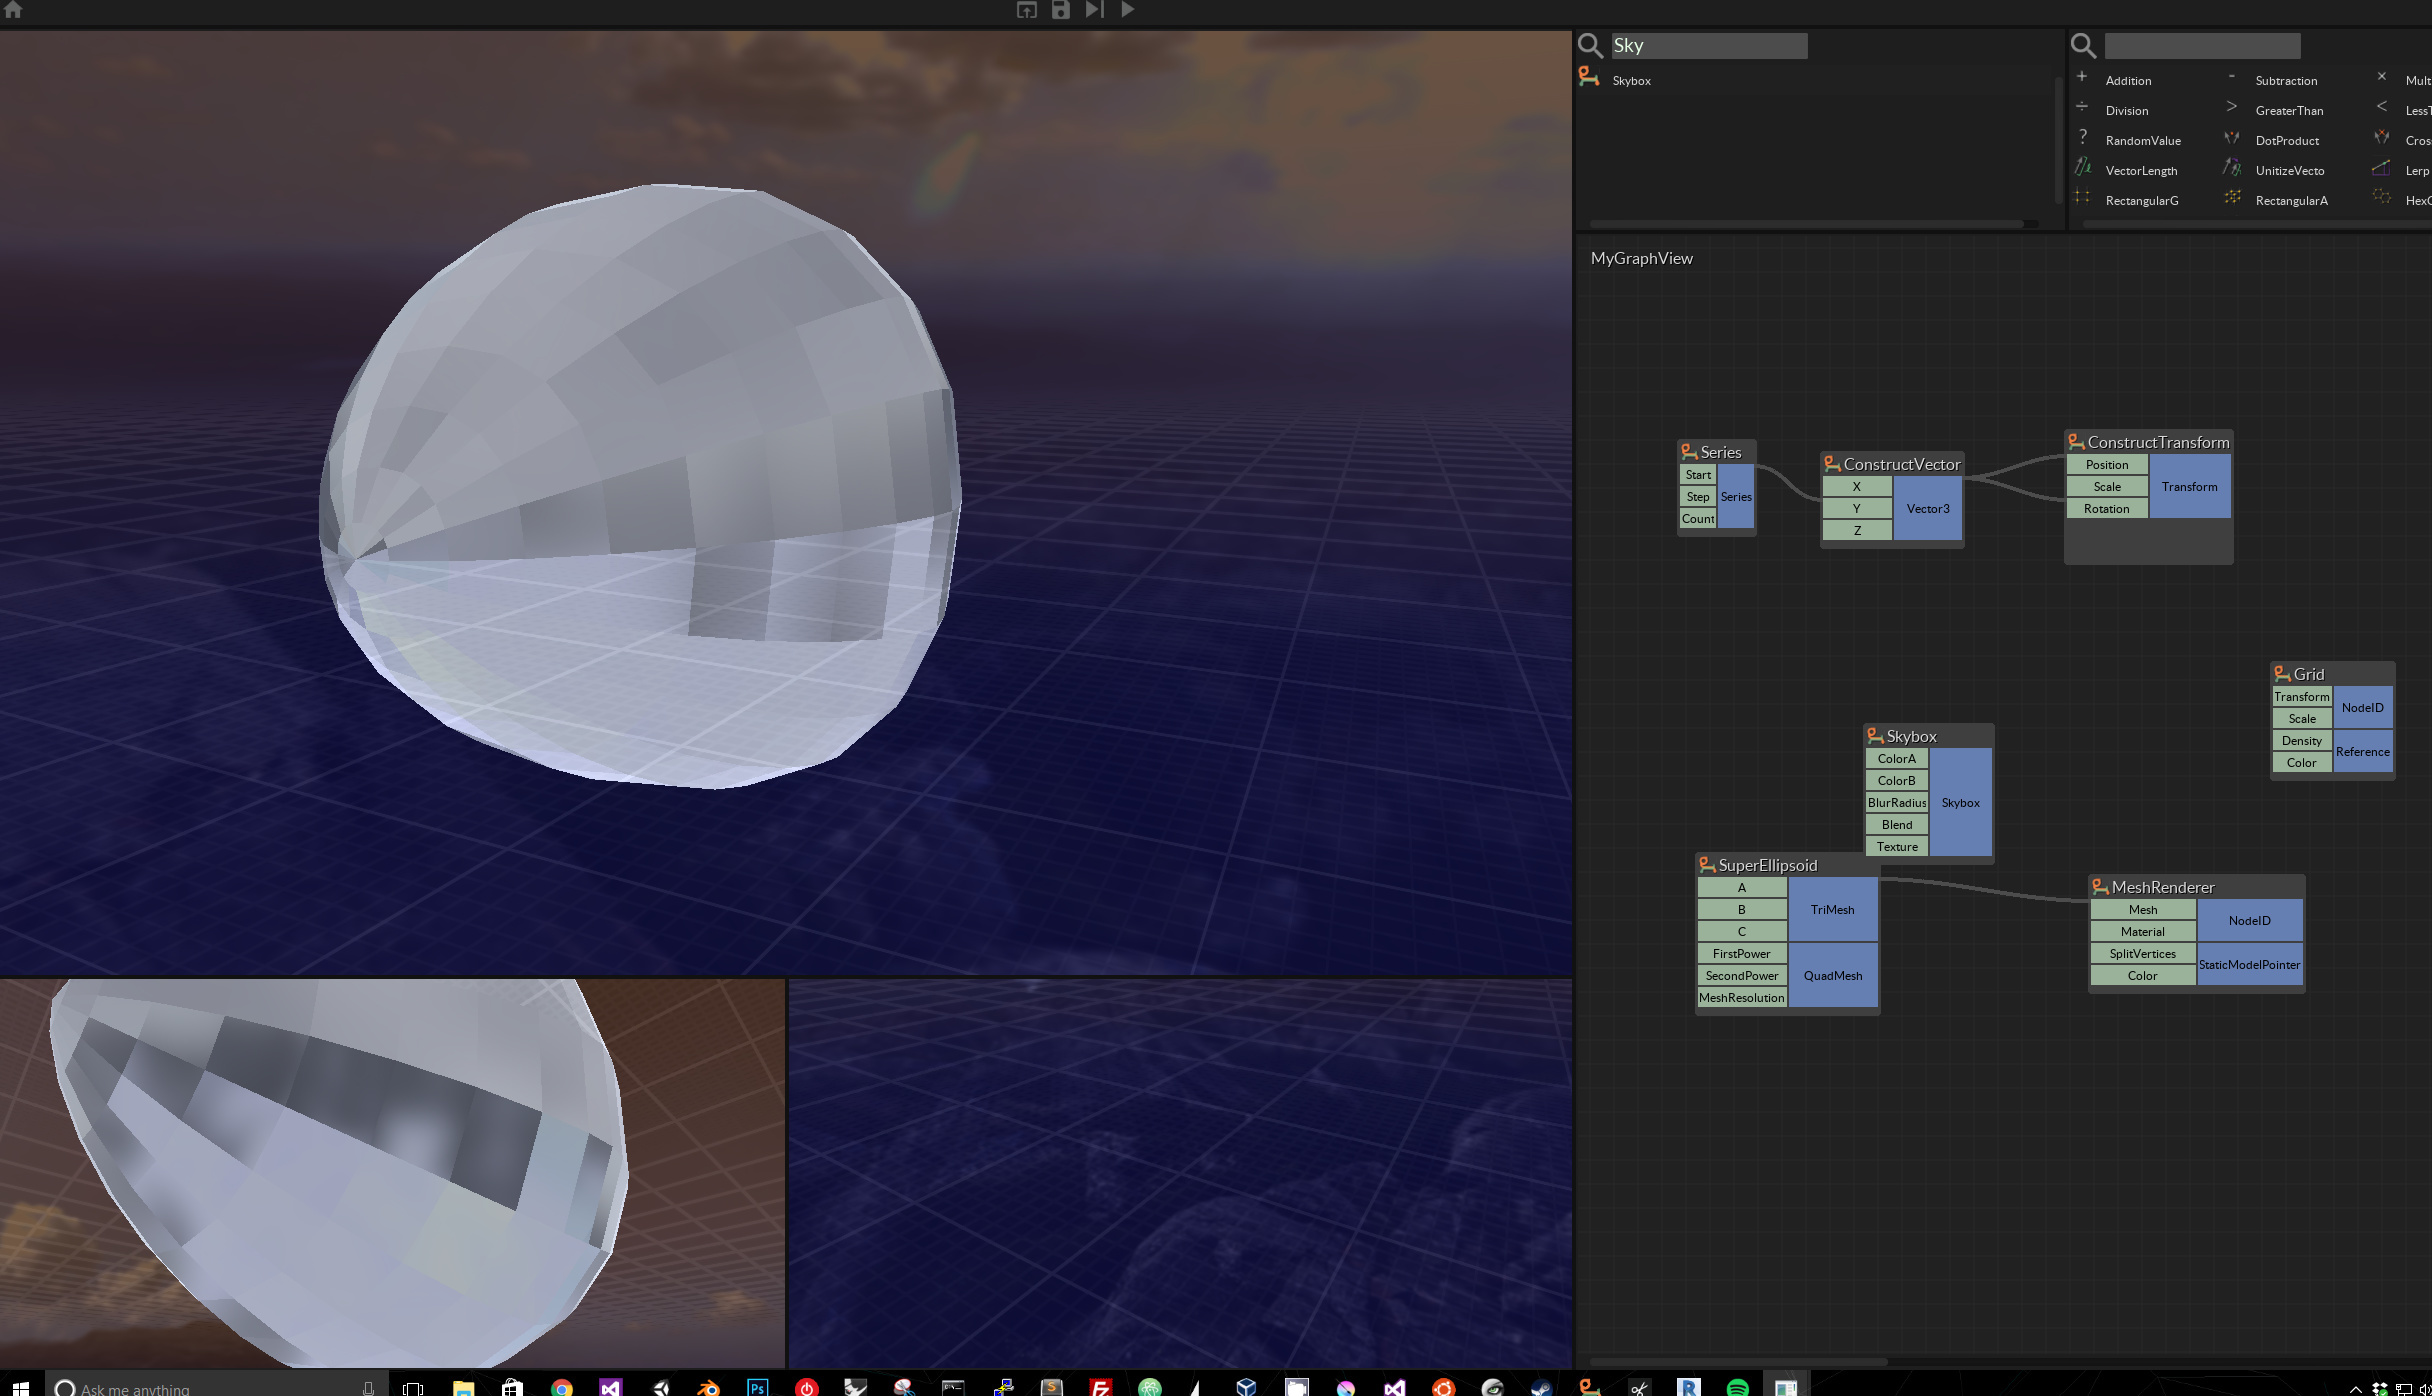 Sky
Skybox
Addition
Subtraction
Mult
Division
GreaterThan
LessT
RandomValue
DotProduct
Cros
VectorLength
UnitizeVecto
Lerp
RectangularG
RectangularA
HexG
MyGraphView
Series
Start
Step
Count
Series
ConstructVector
X
Y
Z
Vector3
ConstructTransform
Position
Scale
Rotation
Transform
Grid
Transform
Scale
Density
Color
NodeID
Reference
Skybox
ColorA
ColorB
BlurRadius
Blend
Texture
Skybox
SuperEllipsoid
A
B
C
FirstPower
SecondPower
MeshResolution
TriMesh
QuadMesh
MeshRenderer
Mesh
Material
SplitVertices
Color
NodeID
StaticModelPointer
Ask me anything
Ps